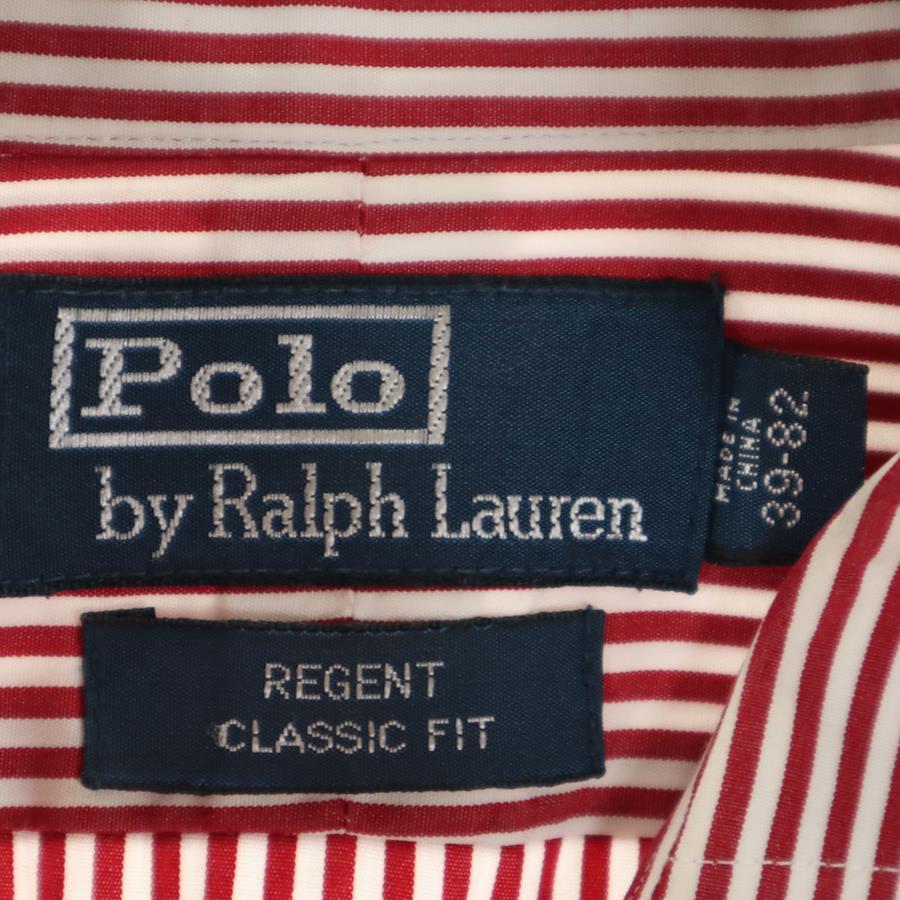 Polo
by Ralph Lauren
MADE IN
CHINA
39-82
REGENT
CLASSIC FIT